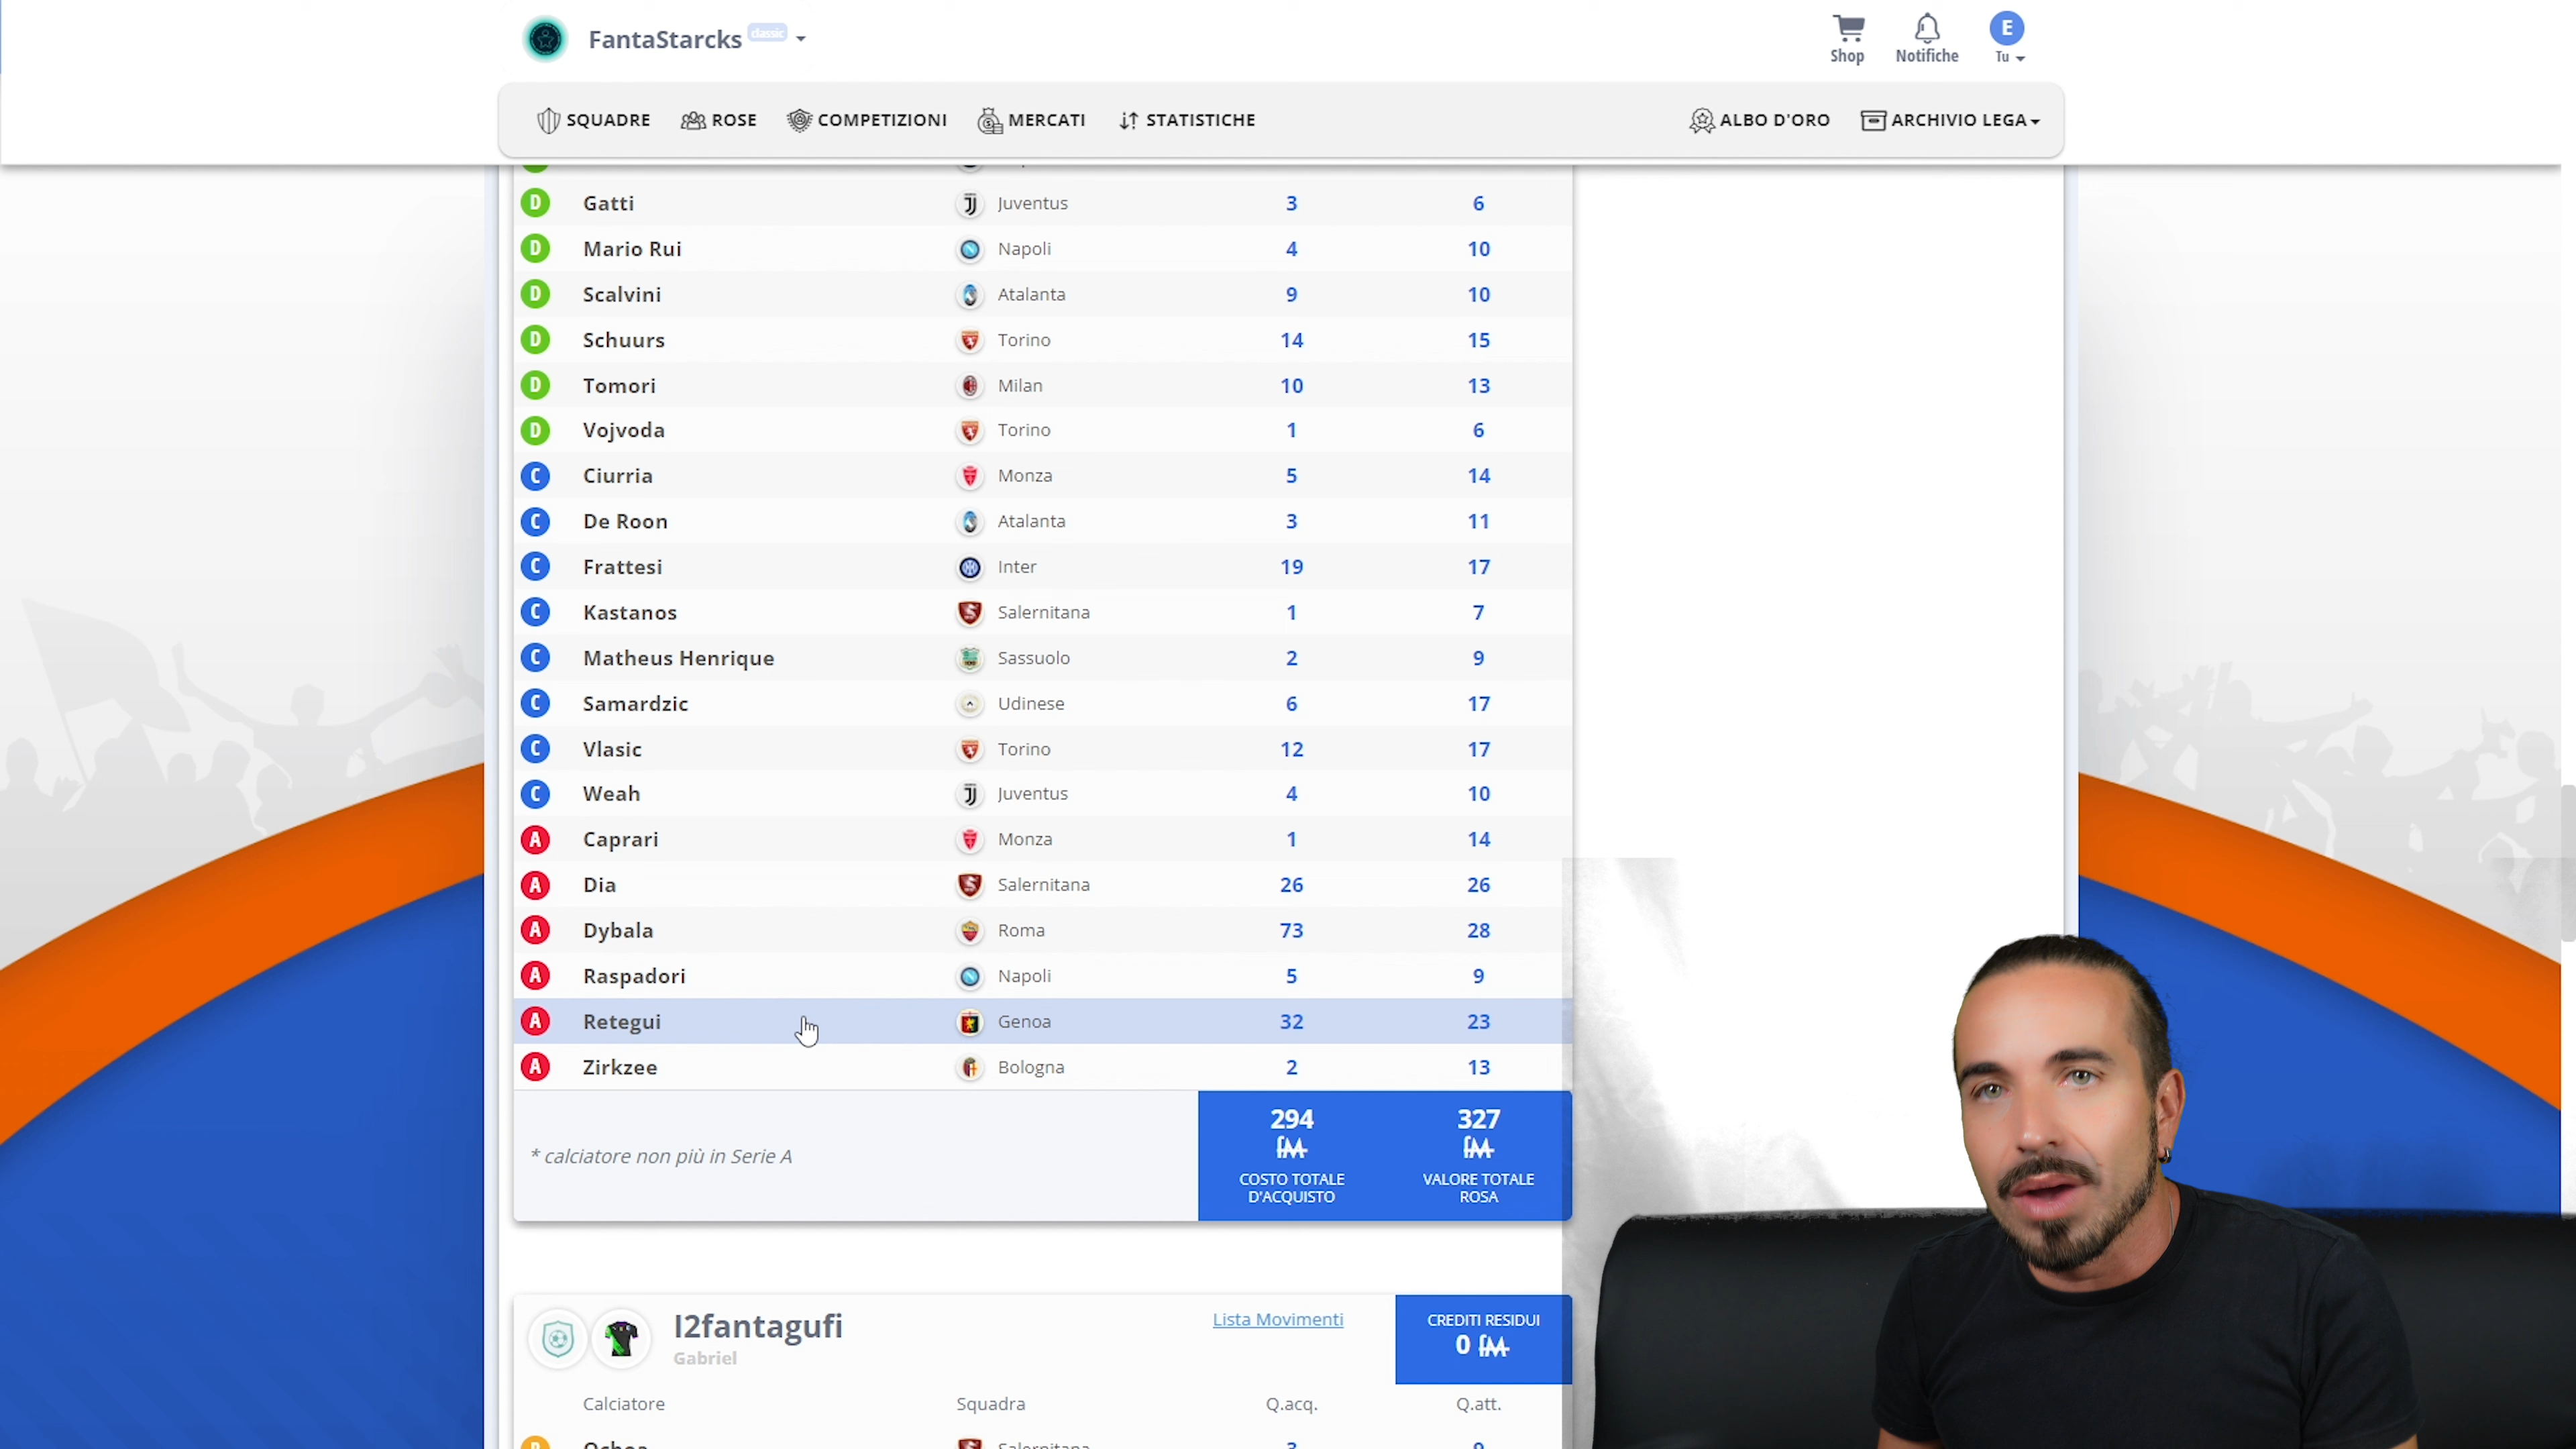 FantaStarcks classic
Shop
Notifiche
E
Tu
SQUADRE ROSE COMPETIZIONI MERCATI STATISTICHE ALBO D'ORO ARCHIVIO LEGA
D Gatti Juventus 3 6
D Mario Rui Napoli 4 10
D Scalvini Atalanta 9 10
D Schuurs Torino 14 15
D Tomori Milan 10 13
D Vojvoda Torino 1 6
C Ciurria Monza 5 14
C De Roon Atalanta 3 11
C Frattesi Inter 19 17
C Kastanos Salernitana 1 7
C Matheus Henrique Sassuolo 2 9
C Samardzic Udinese 6 17
C Vlasic Torino 12 17
C Weah Juventus 4 10
A Caprari Monza 1 14
A Dia Salernitana 26 26
A Dybala Roma 73 28
A Raspadori Napoli 5 9
A Retegui Genoa 32 23
A Zirkzee Bologna 2 13
* calciatore non più in Serie A
294 fM
COSTO TOTALE
D'ACQUISTO
327 fM
VALORE TOTALE
ROSA
l2fantagufi
Gabriel
Lista Movimenti
CREDITI RESIDUI
0 fM
Calciatore Squadra Q.acq. Q.att.